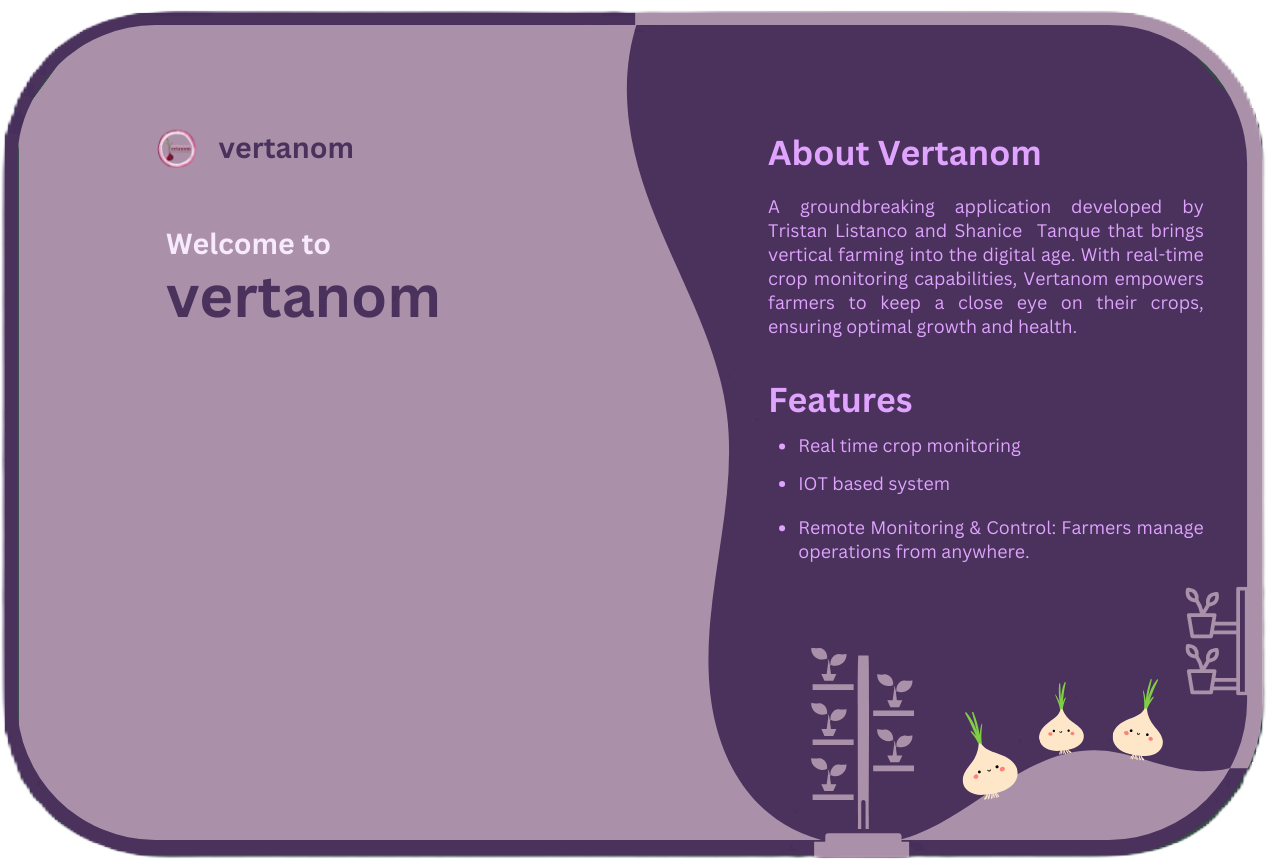 vertanom
Welcome to
vertanom
About Vertanom
A groundbreaking application developed by
Tristan Listanco and Shanice Tanque that brings
vertical farming into the digital age. With real-time
crop monitoring capabilities, Vertanom empowers
farmers to keep a close eye on their crops,
ensuring optimal growth and health.
Features
• Real time crop monitoring
• IOT based system
• Remote Monitoring & Control: Farmers manage
operations from anywhere.